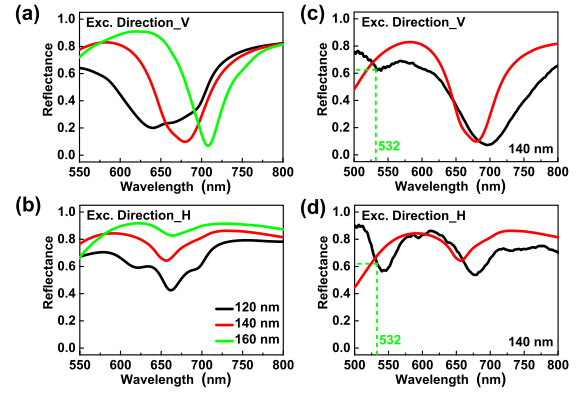 (a)
Exc. Direction_V
Reflectance
0.8
0.6
0.4
0.2
0.0
550 600 650 700 750 800
Wavelength (nm)
(c)
Exc. Direction_V
Reflectance
1.0
0.8
0.6
0.4
0.2
0.0
532
140 nm
500 550 600 650 700 750 800
Wavelength (nm)
(b)
Exc. Direction_H
Reflectance
1.0
0.8
0.6
0.4
0.2
0.0
120 nm
140 nm
160 nm
550 600 650 700 750 800
Wavelength (nm)
(d)
Exc. Direction_H
Reflectance
1.0
0.8
0.6
0.4
0.2
0.0
532
140 nm
500 550 600 650 700 750 800
Wavelength (nm)